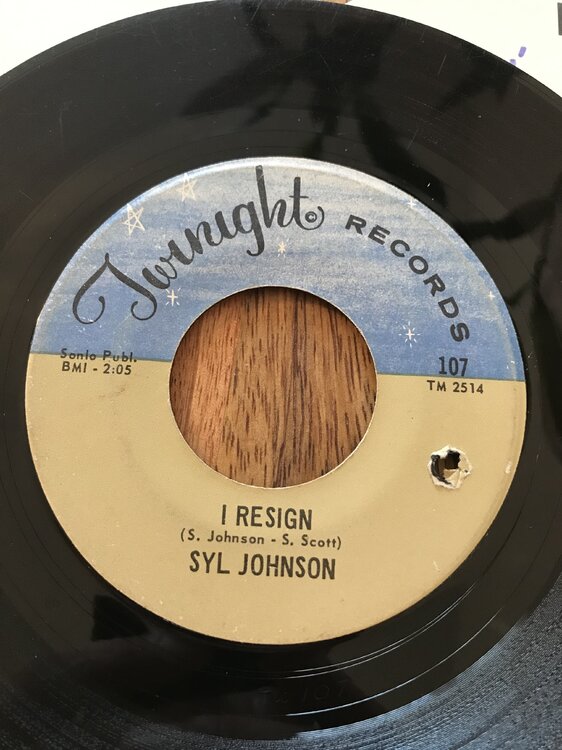 Twinight©
RECORDS
107
TM 2514
Sonlo Publ.
BMI - 2:05
I RESIGN
(S. Johnson - S. Scott)
SYL JOHNSON